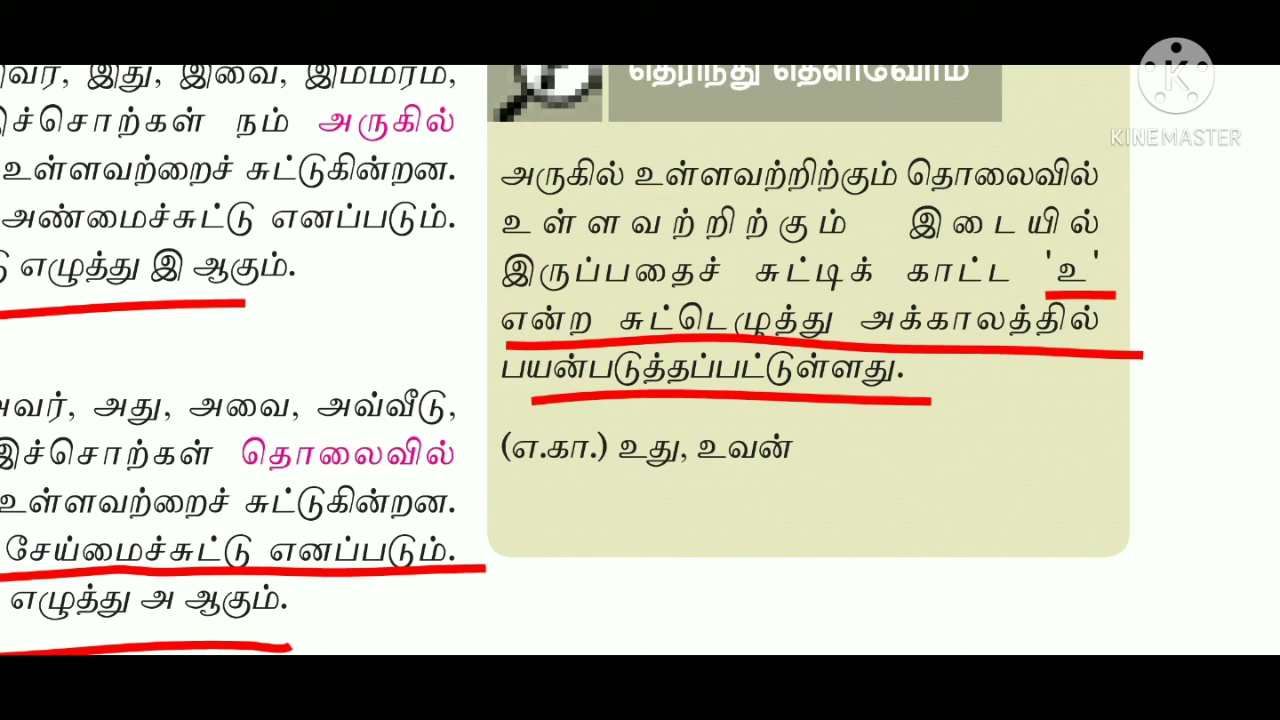 இவர், இது, இவை, இம்மரம்,
இச்சொற்கள் நம் அருகில்
உள்ளவற்றைச் சுட்டுகின்றன.
அண்மைச்சுட்டு எனப்படும்.
எழுத்து இ ஆகும்.
அவர், அது, அவை, அவ்வீடு,
இச்சொற்கள் தொலைவில்
உள்ளவற்றைச் சுட்டுகின்றன.
சேய்மைச்சுட்டு எனப்படும்.
எழுத்து அ ஆகும்.
தெரிந்து தெளிவோம்
அருகில் உள்ளவற்றிற்கும் தொலைவில்
உள்ளவற்றிற்கும் இடையில்
இருப்பதைச் சுட்டிக் காட்ட 'உ'
என்ற சுட்டெழுத்து அக்காலத்தில்
பயன்படுத்தப்பட்டுள்ளது.
(எ.கா.) உது, உவன்
KINEMASTER